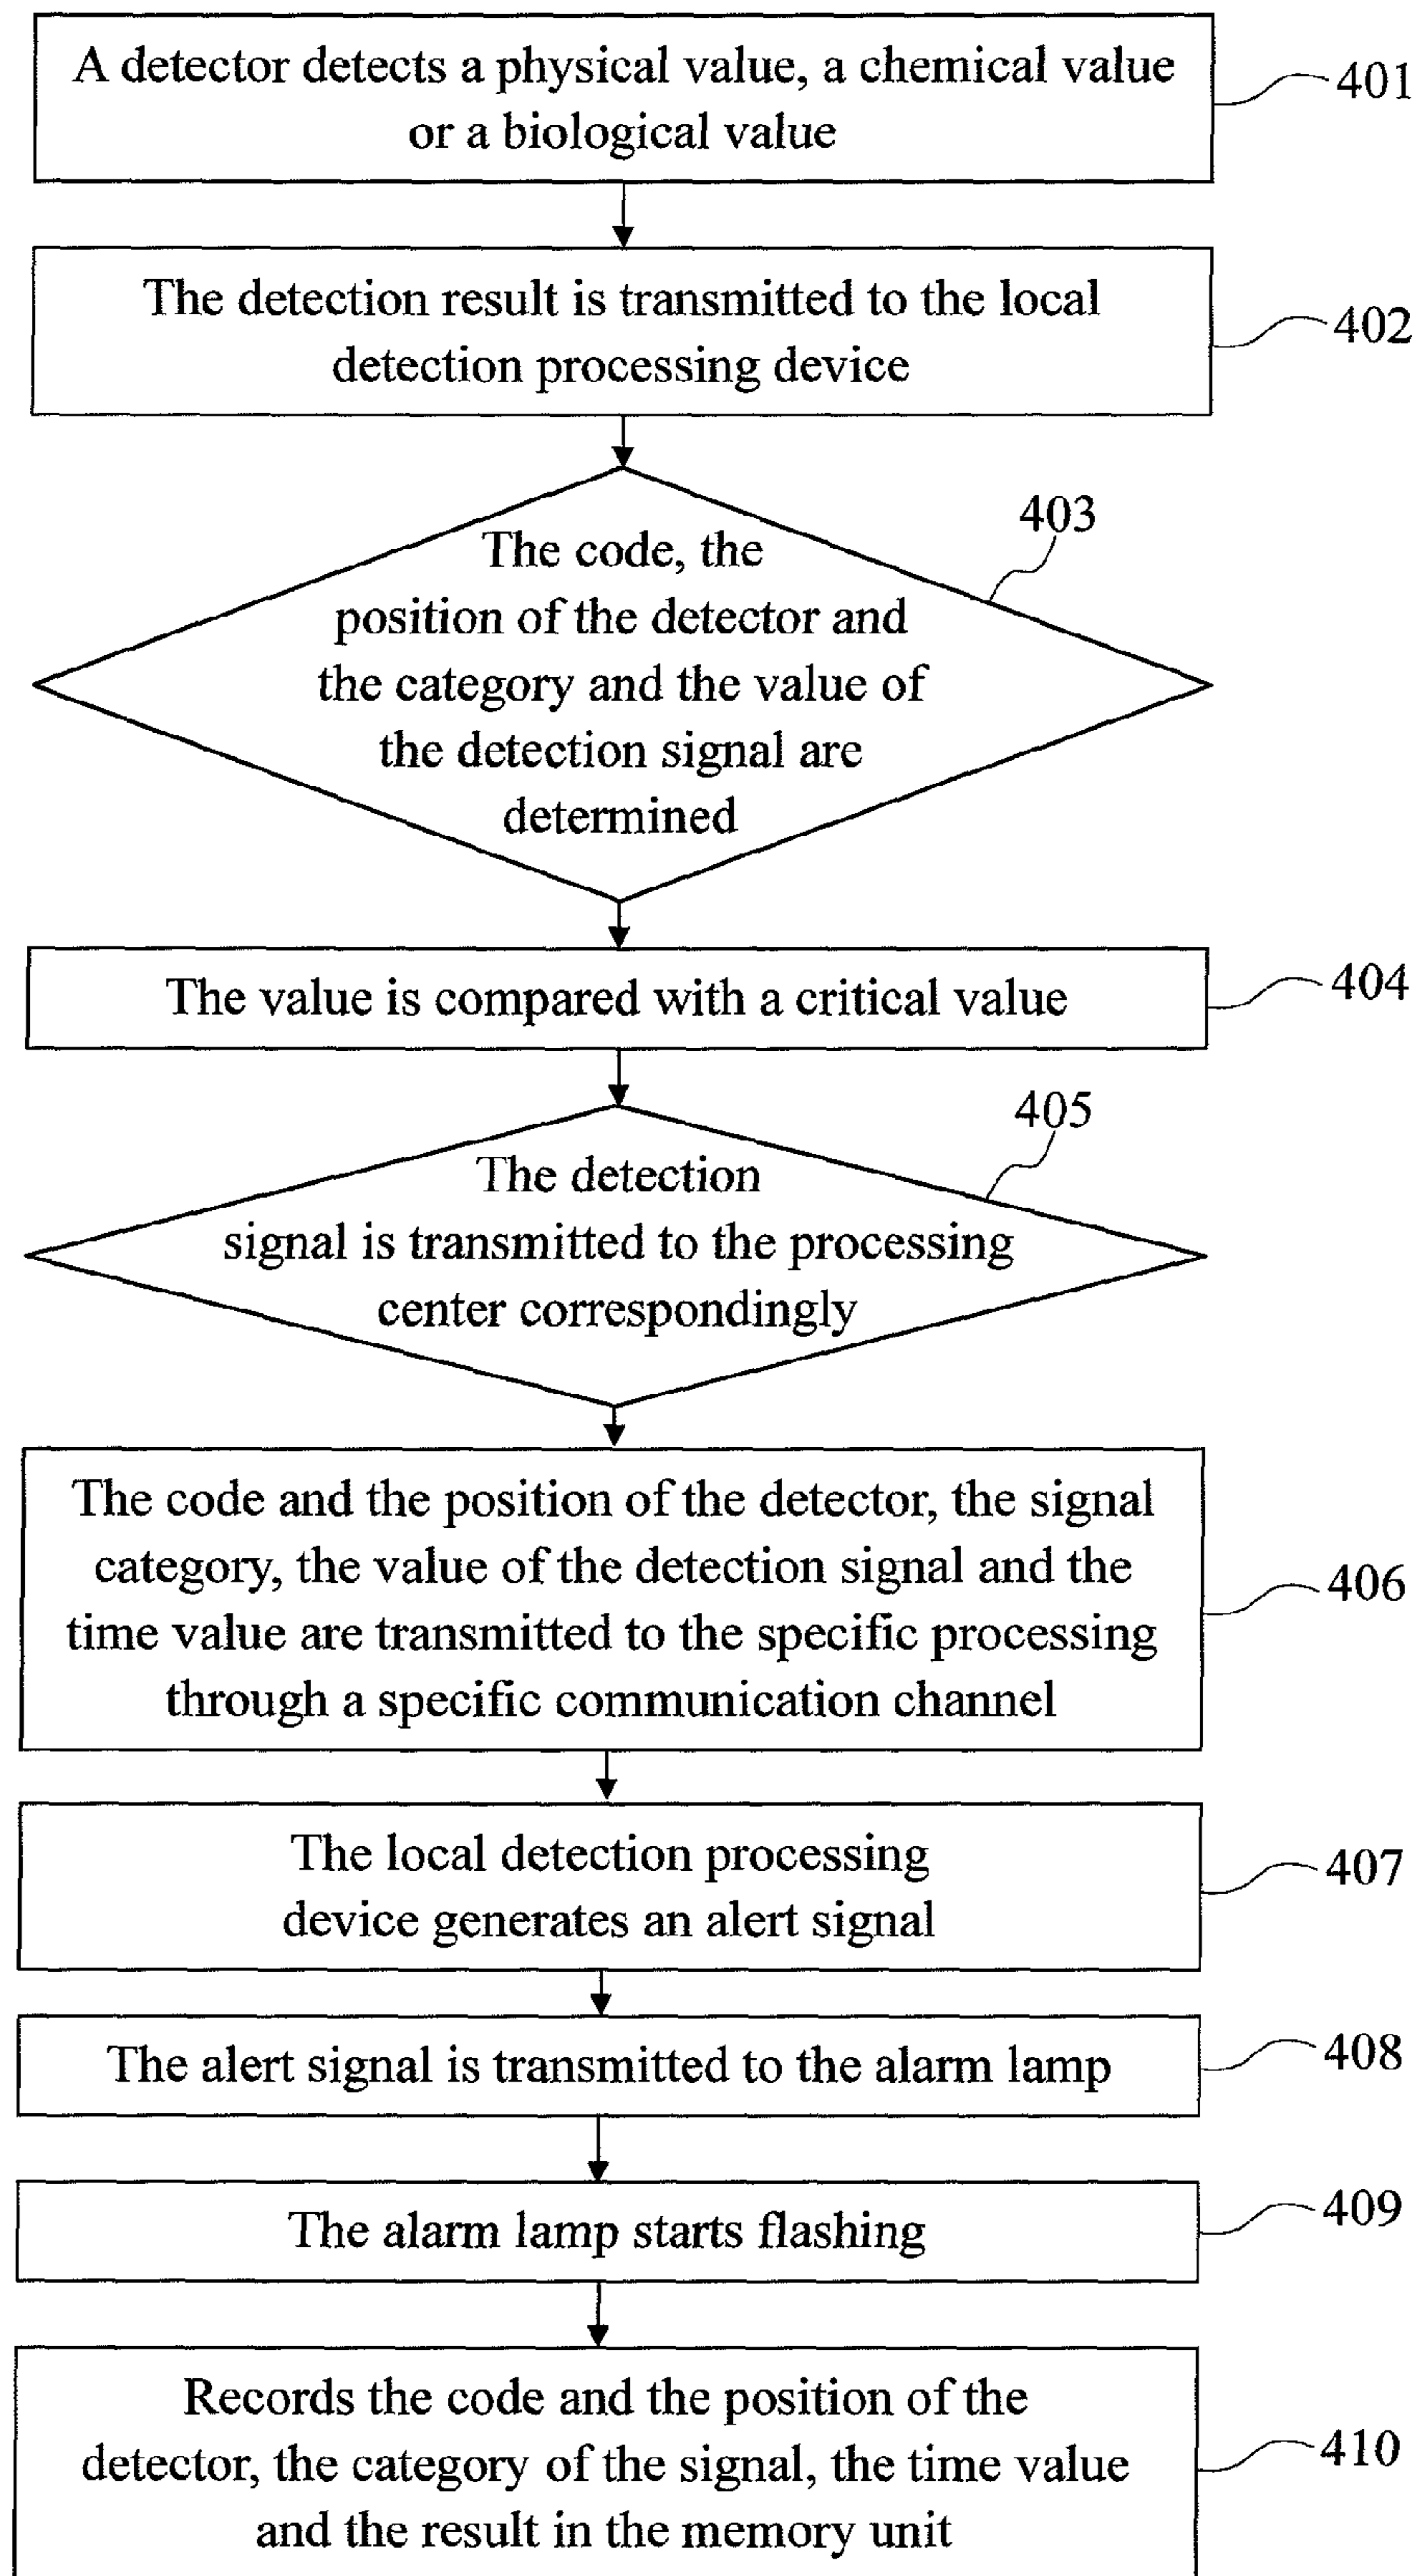 A detector detects a physical value, a chemical value
or a biological value
401
The detection result is transmitted to the local
detection processing device
402
403
The code, the
position of the detector and
the category and the value of
the detection signal are
determined
The value is compared with a critical value
404
405
The detection
signal is transmitted to the processing
center correspondingly
The code and the position of the detector, the signal
category, the value of the detection signal and the
time value are transmitted to the specific processing
through a specific communication channel
406
The local detection processing
device generates an alert signal
407
The alert signal is transmitted to the alarm lamp
408
The alarm lamp starts flashing
409
Records the code and the position of the
detector, the category of the signal, the time value
and the result in the memory unit
410